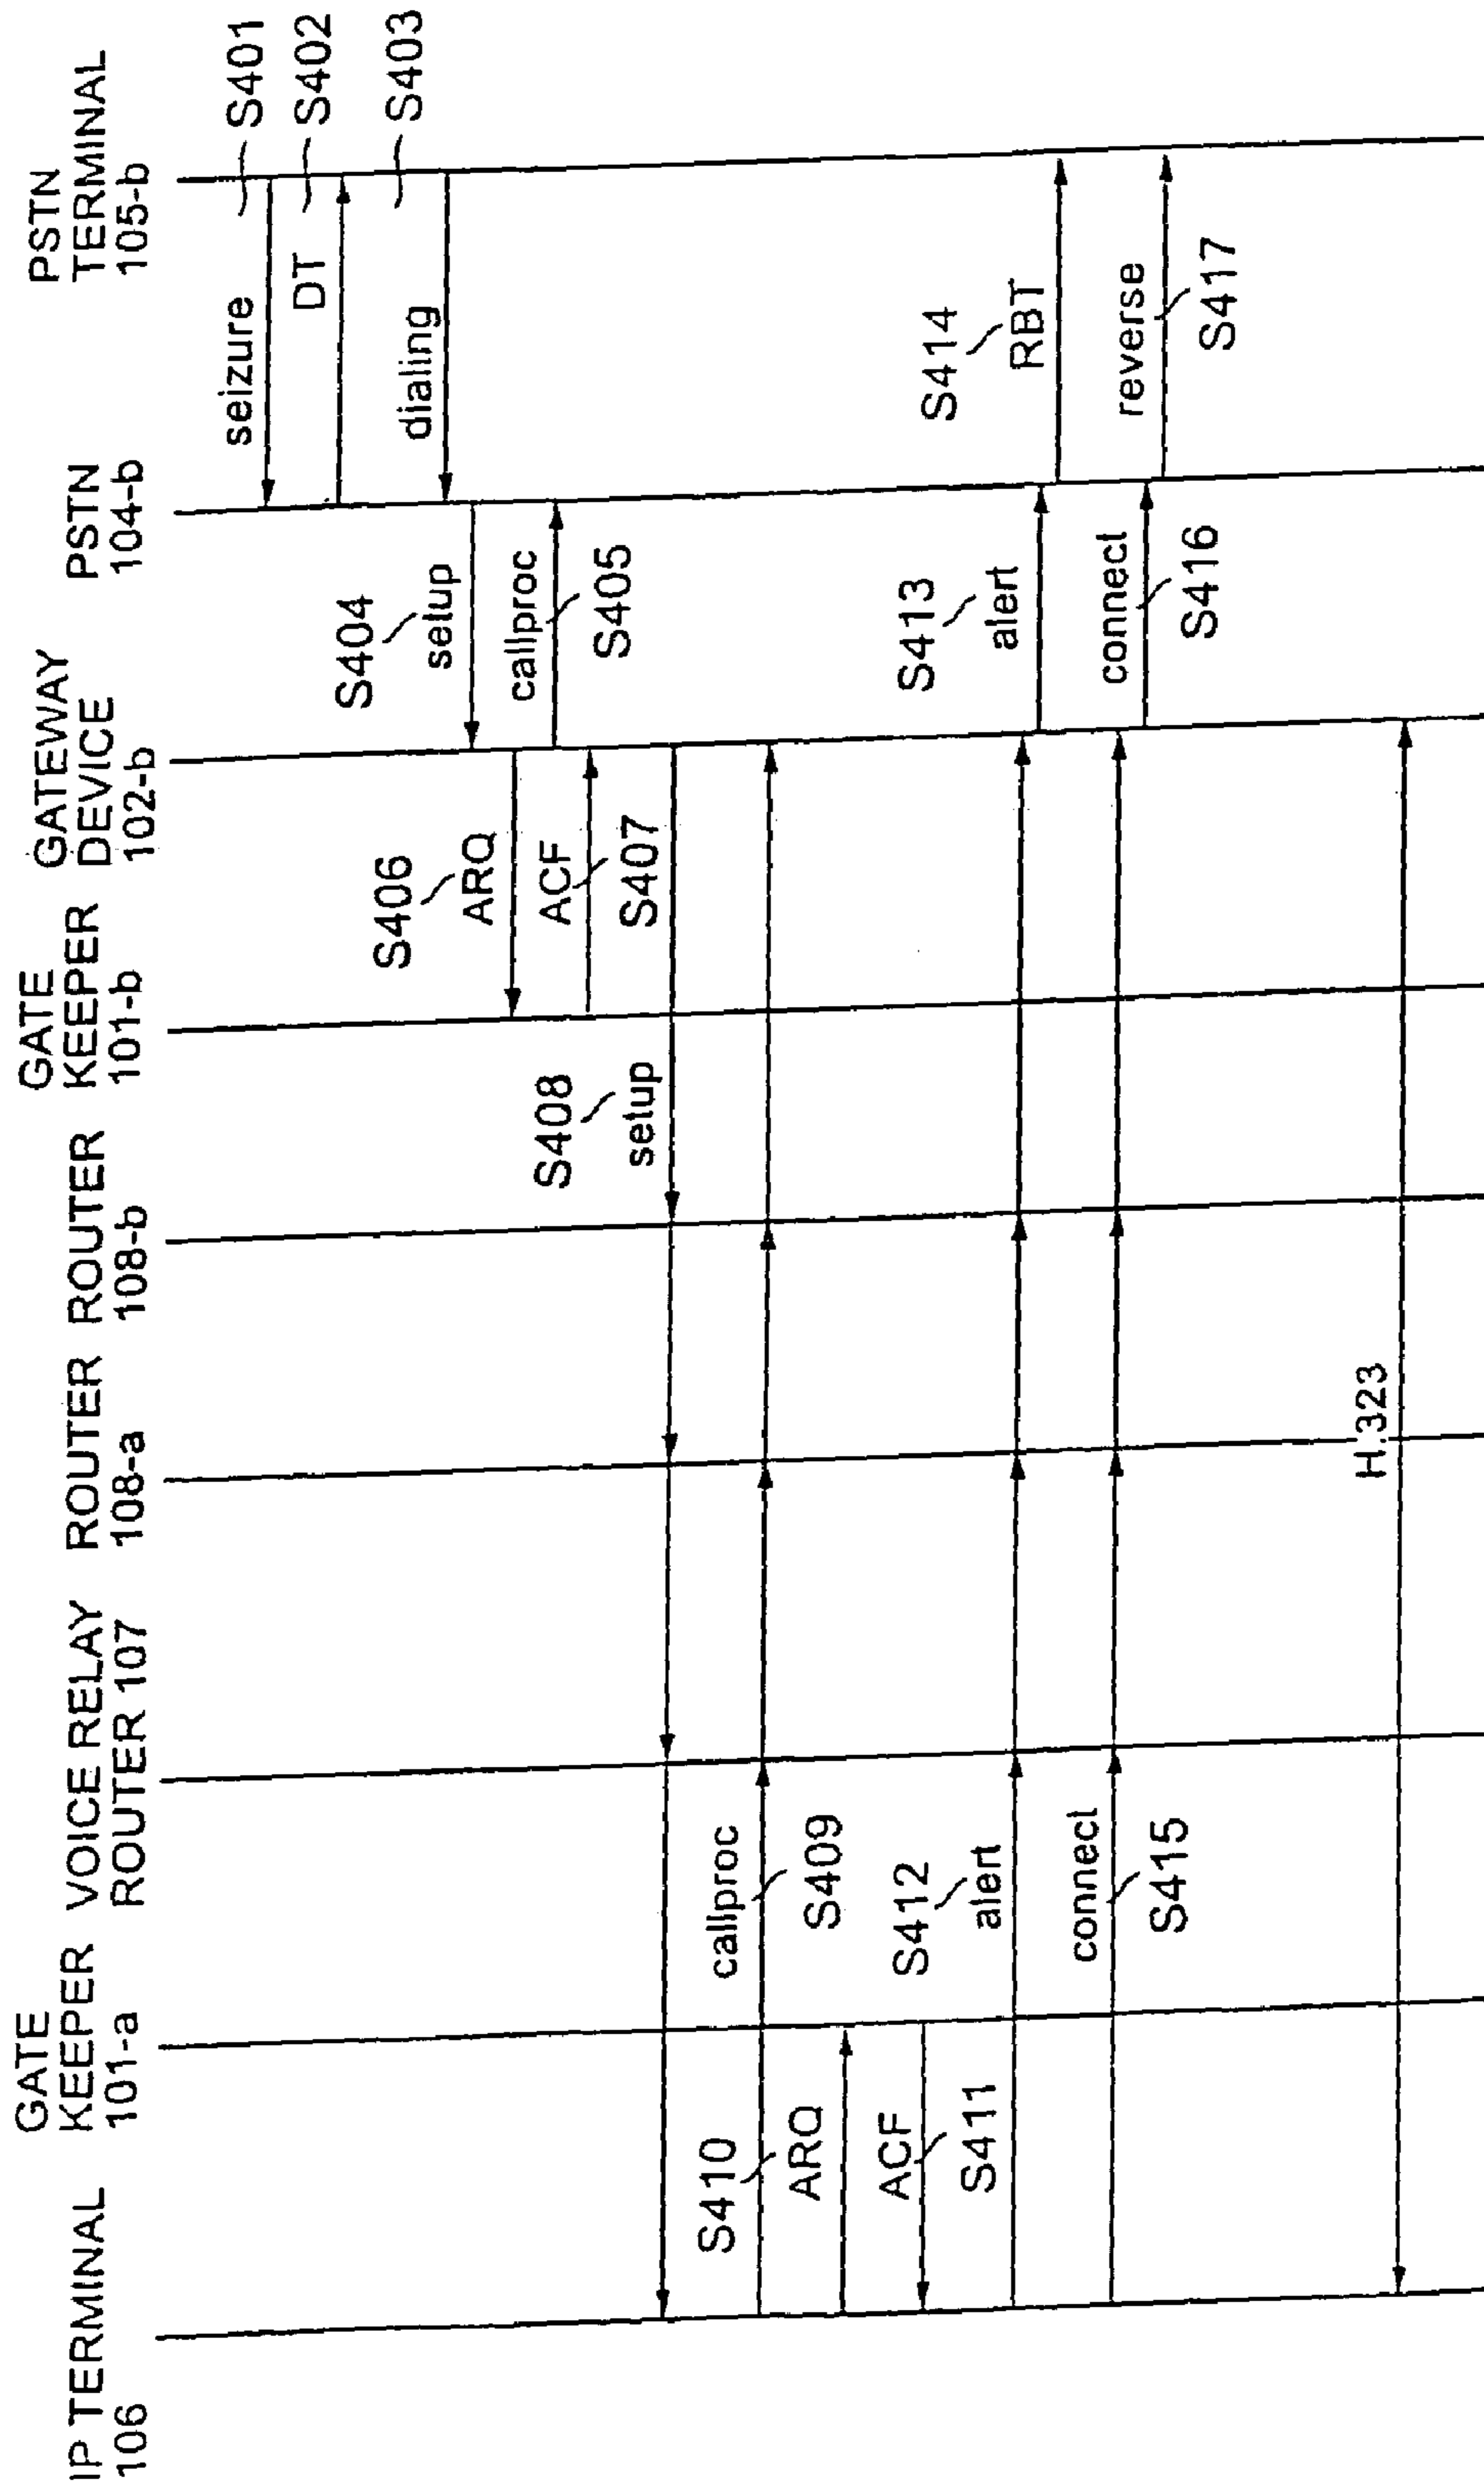 IP TERMINAL
106
GATE
KEEPER
101-a
VOICE RELAY
ROUTER 107
ROUTER
108-a
ROUTER
108-b
GATE
KEEPER
101-b
GATEWAY
DEVICE
102-b
PSTN
104-b
PSTN
TERMINAL
105-b
seizure
S401
DT
S402
dialing
S403
S404
setup
callproc
S405
S406
ARQ
ACF
S407
S408
setup
callproc
S409
S410
ARQ
ACF
S411
S412
alert
S413
alert
S414
RBT
connect
S415
connect
S416
reverse
S417
H.323